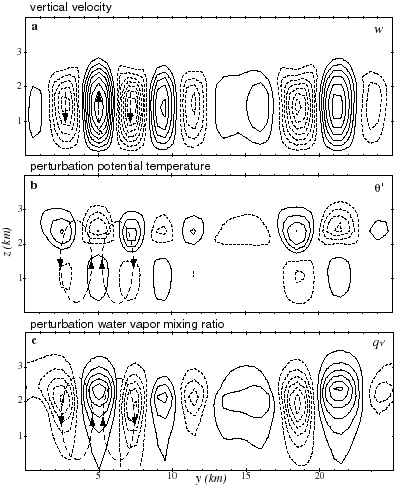 vertical velocity
a
w
3
2
1
perturbation potential temperature
b
θ'
3
2
1
z (km)
perturbation water vapor mixing ratio
c
qv
3
2
1
5
10
15
20
y (km)